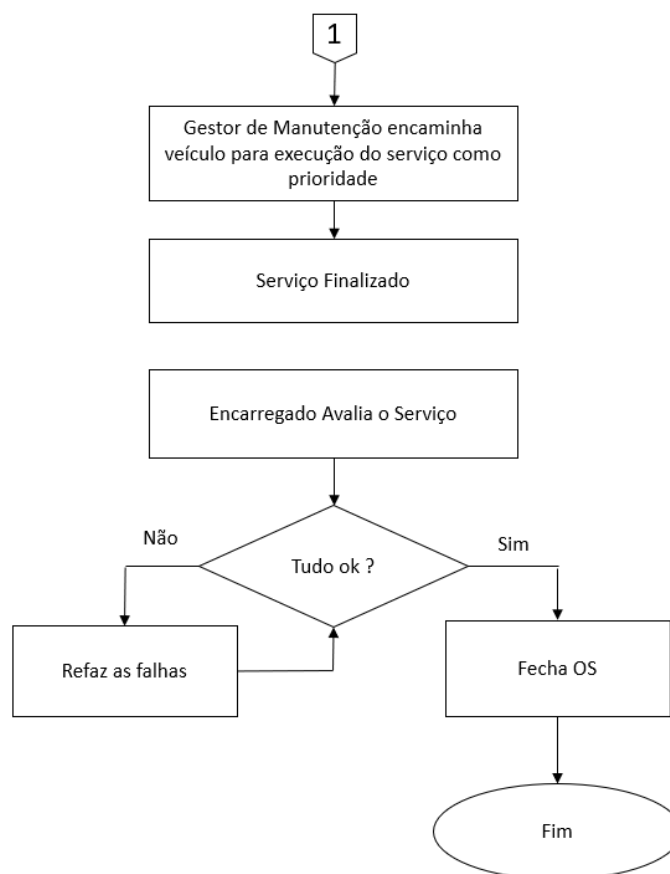 1
Gestor de Manutenção encaminha
veículo para execução do serviço como
prioridade
Serviço Finalizado
Encarregado Avalia o Serviço
Não
Sim
Tudo ok ?
Refaz as falhas
Fecha OS
Fim